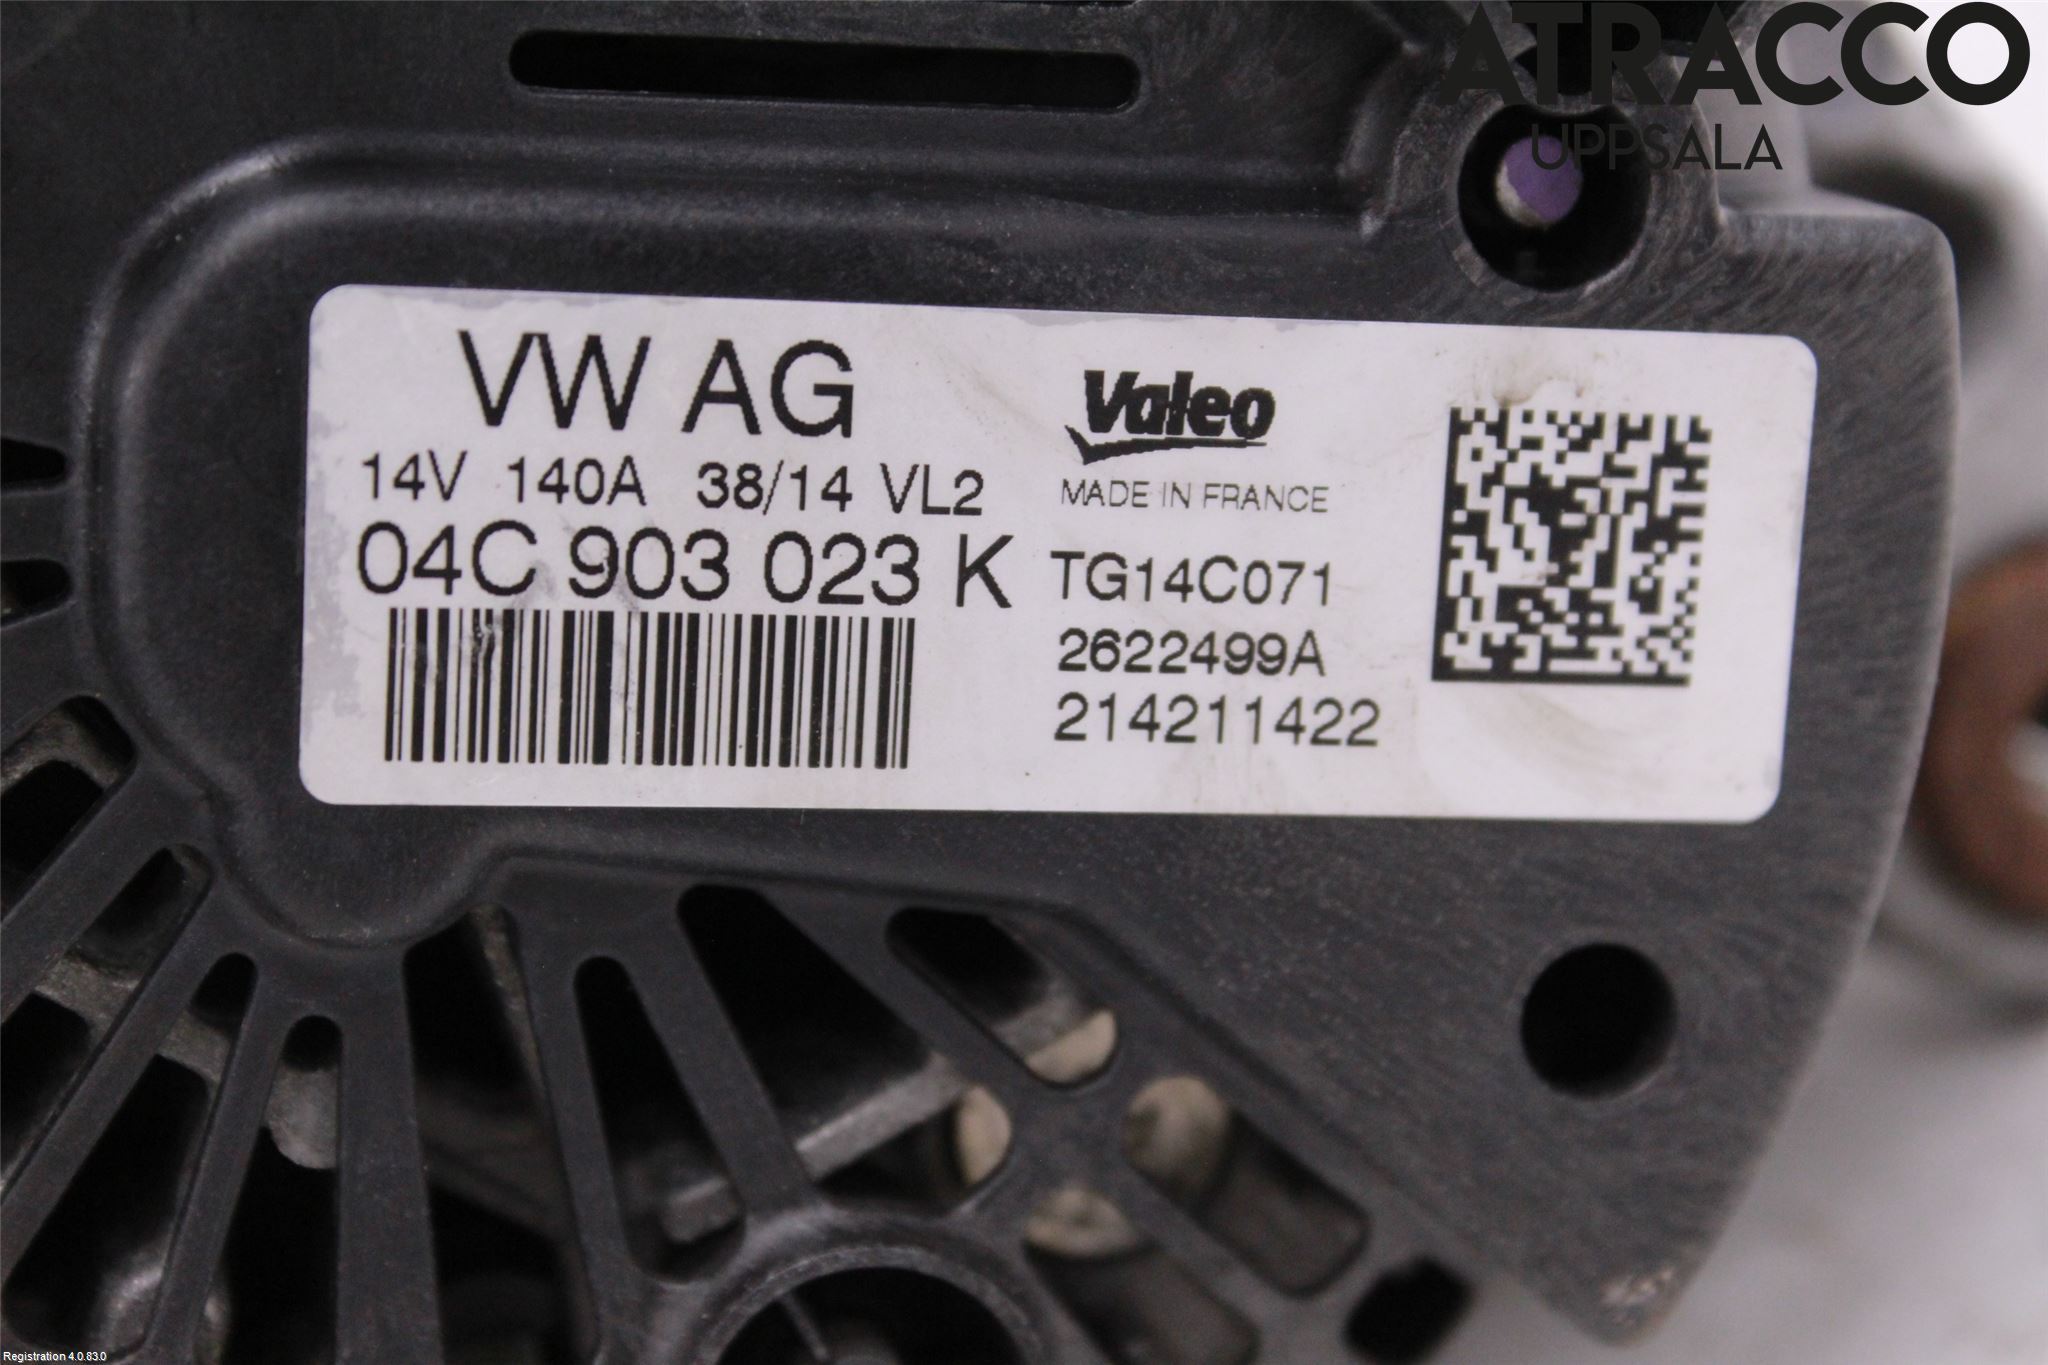 ATRACCO
UPPSALA
VW AG
14V 140A 38/14 VL2
04C 903 023 K
Valeo
MADE IN FRANCE
TG14C071
2622499A
214211422
Registration 4.0.83.0